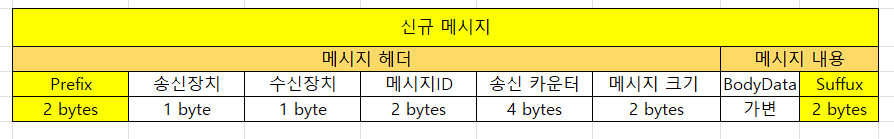 신규 메시지
메시지 헤더 메시지 내용
Prefix 송신장치 수신장치 메시지ID 송신 카운터 메시지 크기 BodyData Suffux
2 bytes 1 byte 1 byte 2 bytes 4 bytes 2 bytes 가변 2 bytes